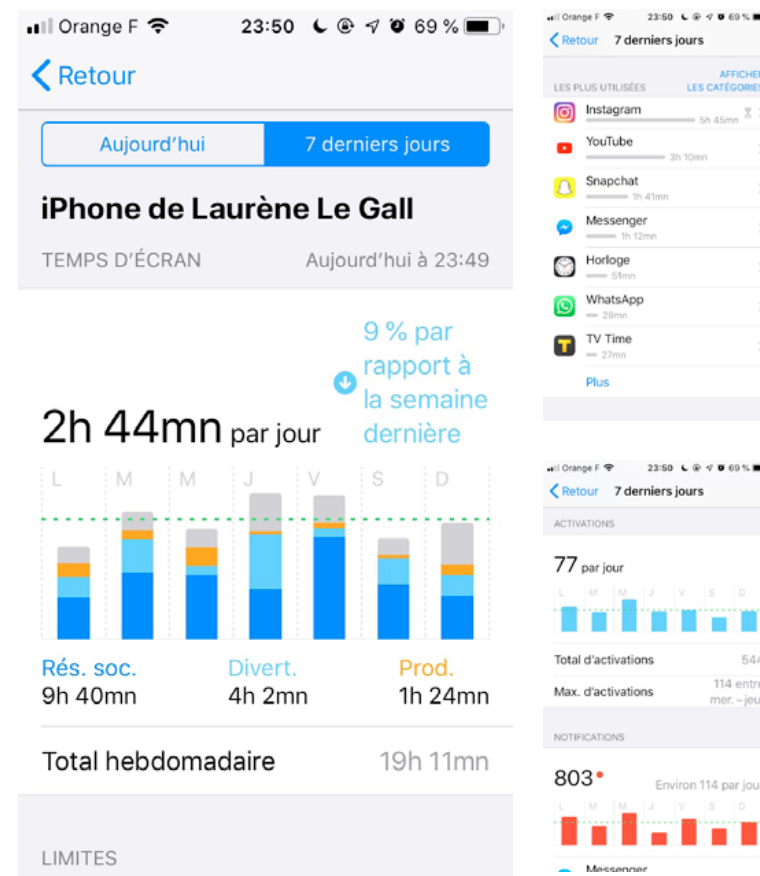 Orange F 23:50 69 %
Retour
Aujourd'hui 7 derniers jours
iPhone de Laurène Le Gall
TEMPS D'ÉCRAN Aujourd'hui à 23:49
9 % par
rapport à
la semaine
dernière
2h 44mn par jour
L M M J V S D
Rés. soc. Divert. Prod.
9h 40mn 4h 2mn 1h 24mn
Total hebdomadaire 19h 11mn
LIMITES
Orange F 23:50 69 %
Retour 7 derniers jours
AFFICHER
LES PLUS UTILISÉES LES CATÉGORIES
Instagram
5h 45mn
YouTube
3h 10mn
Snapchat
1h 41mn
Messenger
1h 12mn
Horloge
51mn
WhatsApp
29mn
TV Time
27mn
Plus
Orange F 23:50 69 %
Retour 7 derniers jours
ACTIVATIONS
77 par jour
L M M J V S D
Total d'activations 544
Max. d'activations 114 entre
mer. – jeu
NOTIFICATIONS
803 Environ 114 par jour
L M M J V S D
Messenger